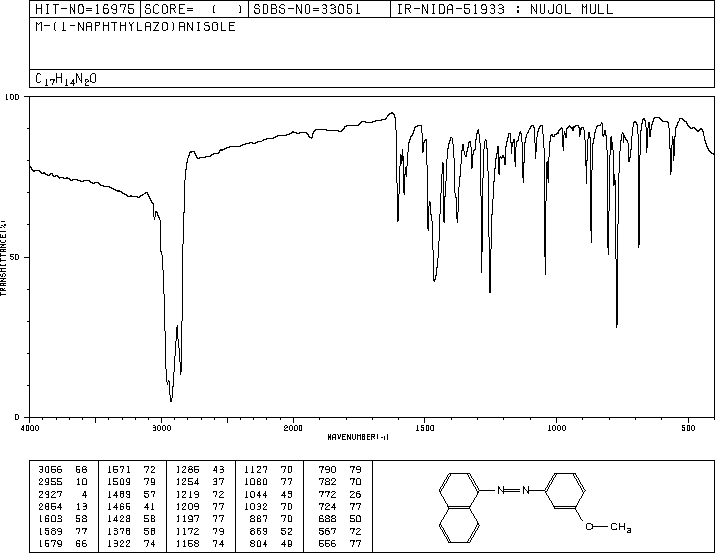 HIT-NO=16975 SCORE= ( ) SDBS-NO=33051 IR-NIDA-51933 : NUJOL MULL
M-(1-NAPHTHYLAZO)ANISOLE
C17H14N2O
100
50
0
TRANSMITTANCE(%)
4000 3000 2000 1500 1000 500
WAVENUMBER(-1)
3066 68 1571 72 1286 43 1127 70 790 79
2955 10 1509 79 1254 37 1080 77 782 70
2927 4 1489 57 1219 72 1044 43 772 26
2854 13 1466 41 1209 77 1032 70 724 77
1603 58 1428 58 1197 77 887 70 688 50
1589 77 1378 58 1172 79 869 52 567 72
1579 66 1322 74 1158 74 804 49 556 77
N=N
O-CH3